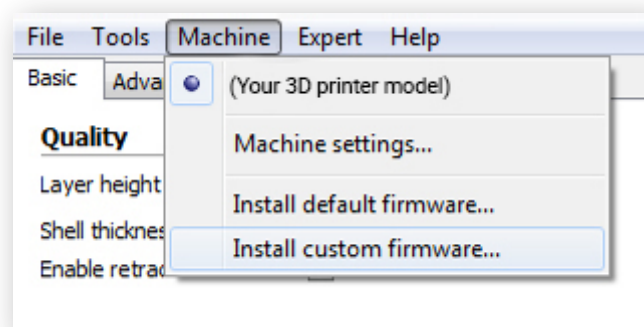 File Tools Machine Expert Help
Basic Adva
(Your 3D printer model)
Quality
Machine settings...
Layer height
Install default firmware...
Shell thicknes
Install custom firmware...
Enable retrac